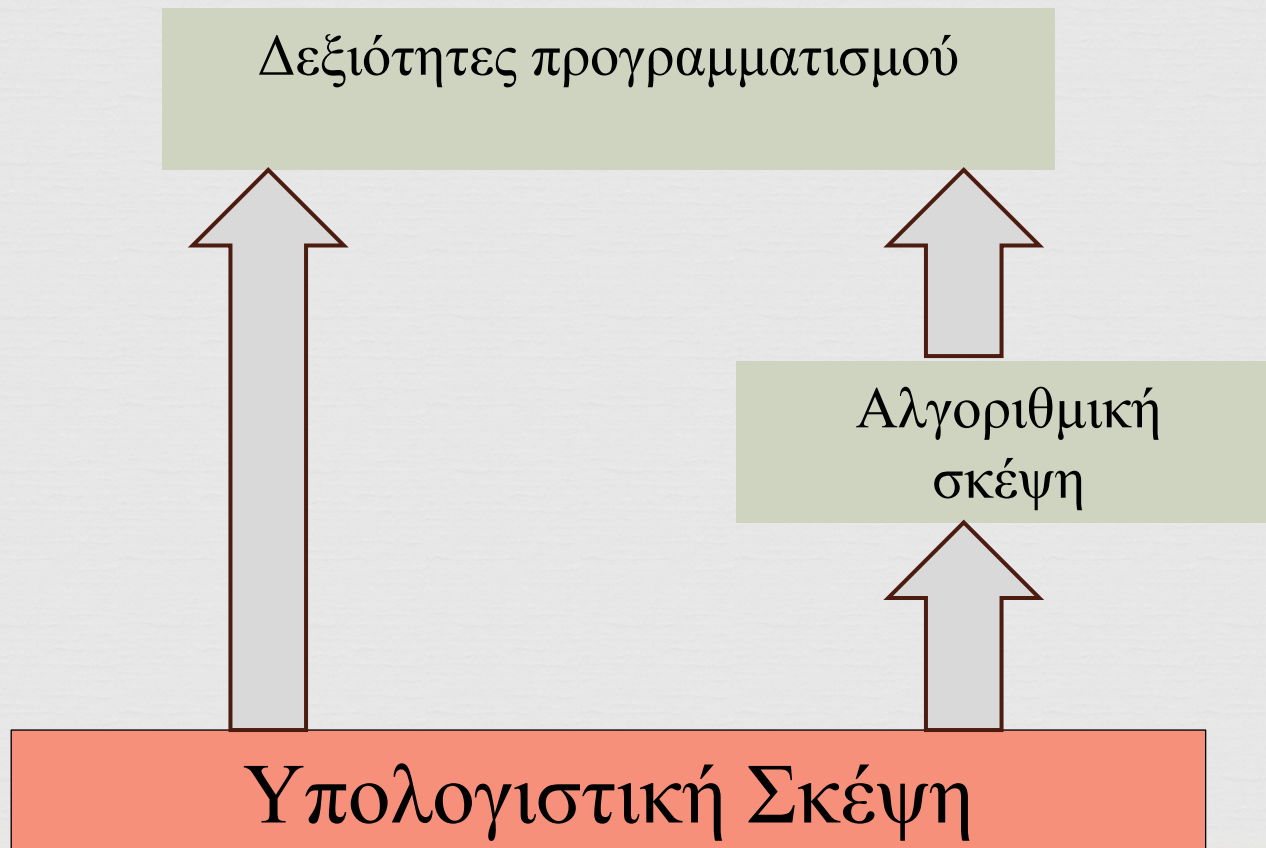 Δεξιότητες προγραμματισμού
Αλγοριθμική
σκέψη
Υπολογιστική Σκέψη